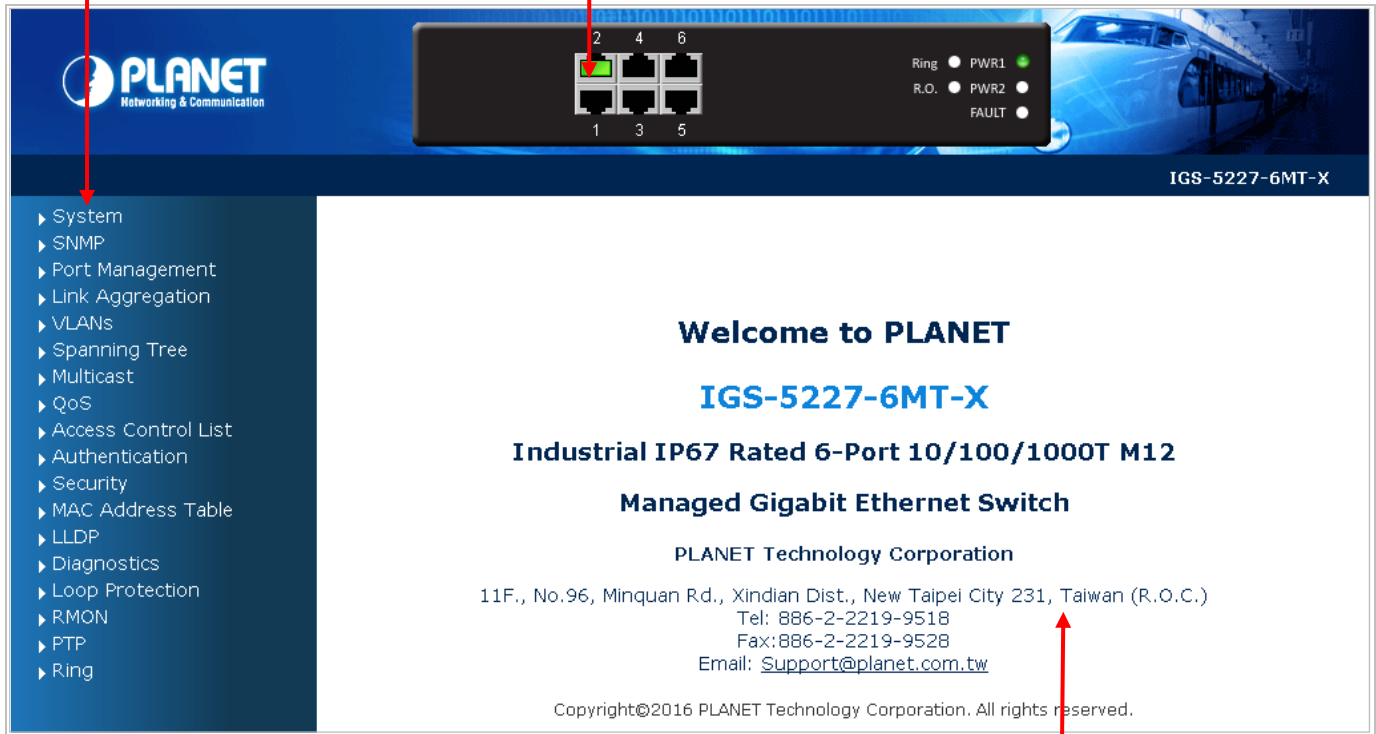 PLANET
Networking & Communication
2 4 6
1 3 5
Ring PWR1
R.O. PWR2
FAULT
IGS-5227-6MT-X
System
SNMP
Port Management
Link Aggregation
VLANs
Spanning Tree
Multicast
QoS
Access Control List
Authentication
Security
MAC Address Table
LLDP
Diagnostics
Loop Protection
RMON
PTP
Ring
Welcome to PLANET
IGS-5227-6MT-X
Industrial IP67 Rated 6-Port 10/100/1000T M12
Managed Gigabit Ethernet Switch
PLANET Technology Corporation
11F., No.96, Minquan Rd., Xindian Dist., New Taipei City 231, Taiwan (R.O.C.)
Tel: 886-2-2219-9518
Fax:886-2-2219-9528
Email: Support@planet.com.tw
Copyright©2016 PLANET Technology Corporation. All rights reserved.